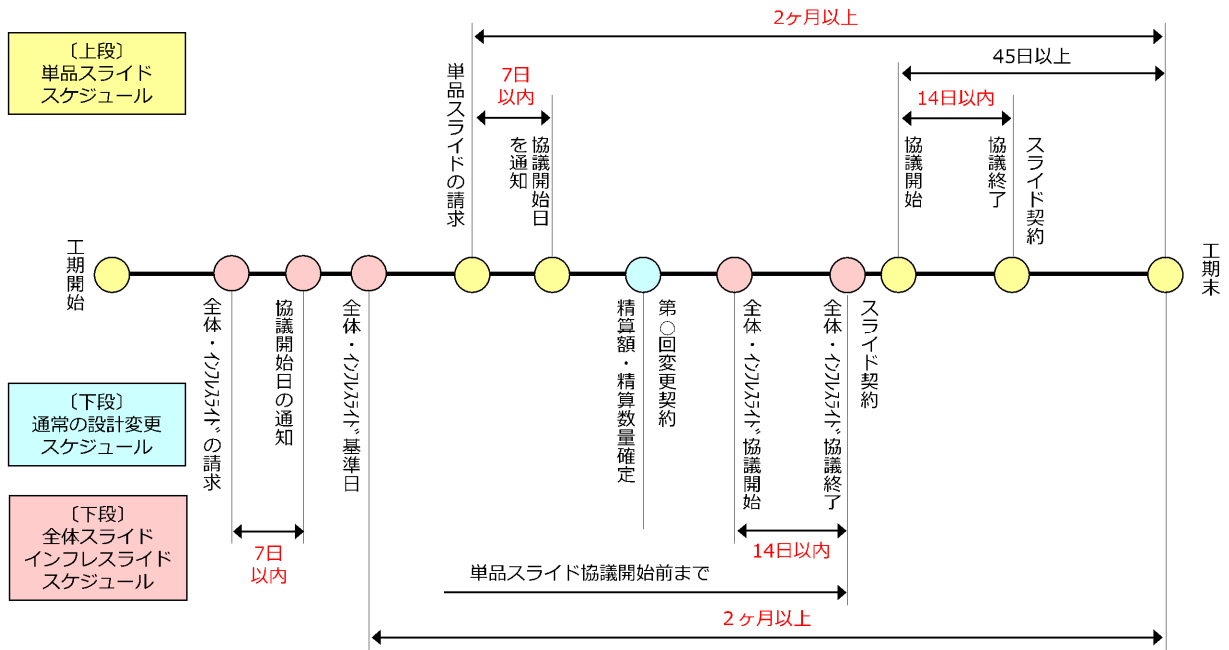 〔上段〕
単品スライド
スケジュール
2ヶ月以上
45日以上
7日
以内
14日以内
単品スライドの請求
協議開始日
を通知
協議開始
協議終了
スライド契約
工期開始
工期末
全体・インフレスライドの請求
協議開始日の通知
全体・インフレスライド基準日
第○回変更契約
精算額・精算数量確定
全体・インフレスライド協議開始
スライド契約
全体・インフレスライド協議終了
〔下段〕
通常の設計変更
スケジュール
〔下段〕
全体スライド
インフレスライド
スケジュール
7日
以内
14日以内
単品スライド協議開始前まで
２ヶ月以上